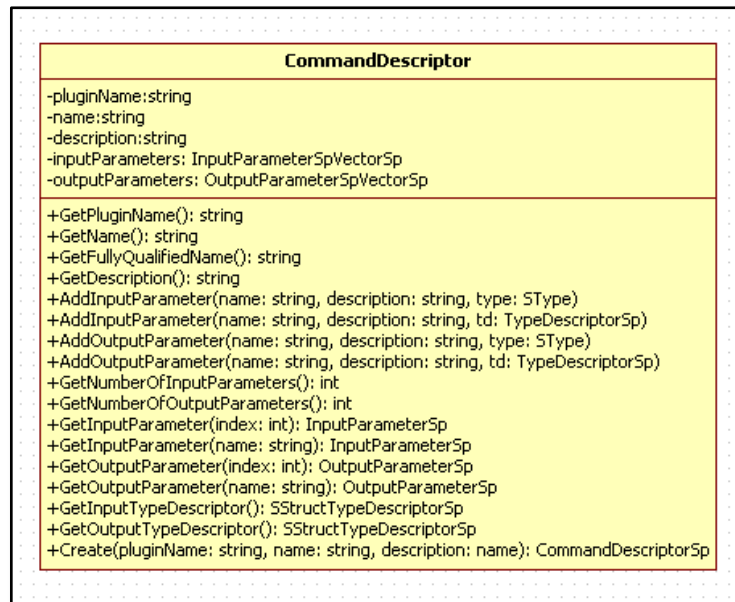 CommandDescriptor
-pluginName:string
-name:string
-description:string
-inputParameters: InputParameterSpVectorSp
-outputParameters: OutputParameterSpVectorSp
+GetPluginName(): string
+GetName(): string
+GetFullyQualifiedName(): string
+GetDescription(): string
+AddInputParameter(name: string, description: string, type: SType)
+AddInputParameter(name: string, description: string, td: TypeDescriptorSp)
+AddOutputParameter(name: string, description: string, type: SType)
+AddOutputParameter(name: string, description: string, td: TypeDescriptorSp)
+GetNumberOfInputParameters(): int
+GetNumberOfOutputParameters(): int
+GetInputParameter(index: int): InputParameterSp
+GetInputParameter(name: string): InputParameterSp
+GetOutputParameter(index: int): OutputParameterSp
+GetOutputParameter(name: string): OutputParameterSp
+GetInputTypeDescriptor(): SStructTypeDescriptorSp
+GetOutputTypeDescriptor(): SStructTypeDescriptorSp
+Create(pluginName: string, name: string, description: name): CommandDescriptorSp